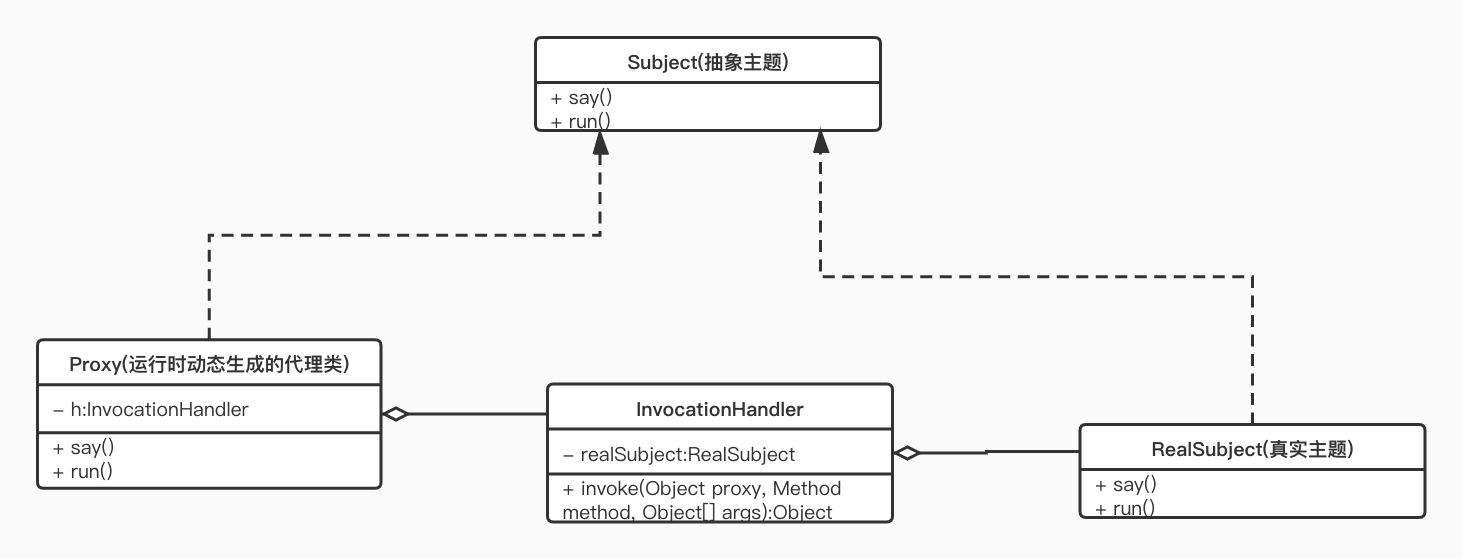 Subject(抽象主题)
+ say()
+ run()
Proxy(运行时动态生成的代理类)
– h:InvocationHandler
+ say()
+ run()
InvocationHandler
– realSubject:RealSubject
+ invoke(Object proxy, Method
method, Object[] args):Object
RealSubject(真实主题)
+ say()
+ run()